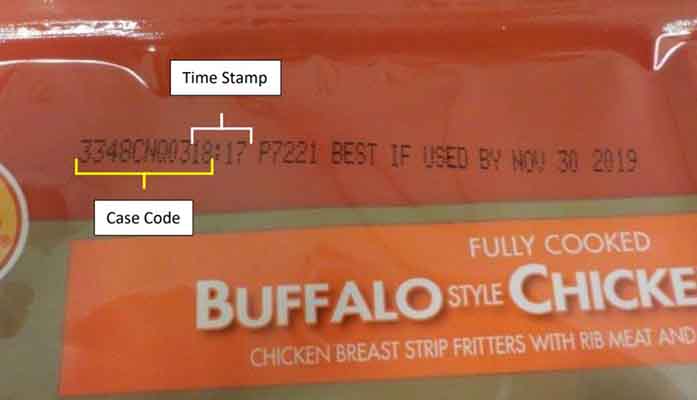 Time Stamp
3348CNQ0318:17 P7221 BEST IF USED BY NOV 30 2019
Case Code
FULLY COOKED
BUFFALO STYLE CHICKE
CHICKEN BREAST STRIP FRITTERS WITH RIB MEAT AND